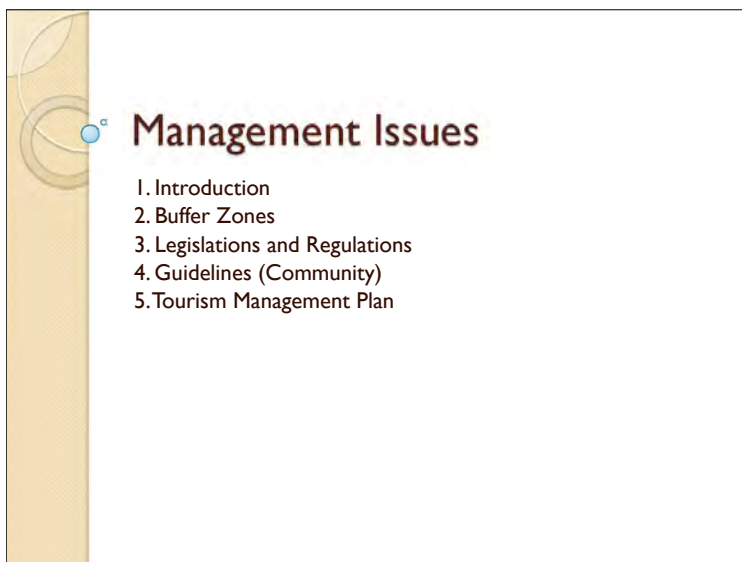 Management Issues
1. Introduction
2. Buffer Zones
3. Legislations and Regulations
4. Guidelines (Community)
5. Tourism Management Plan